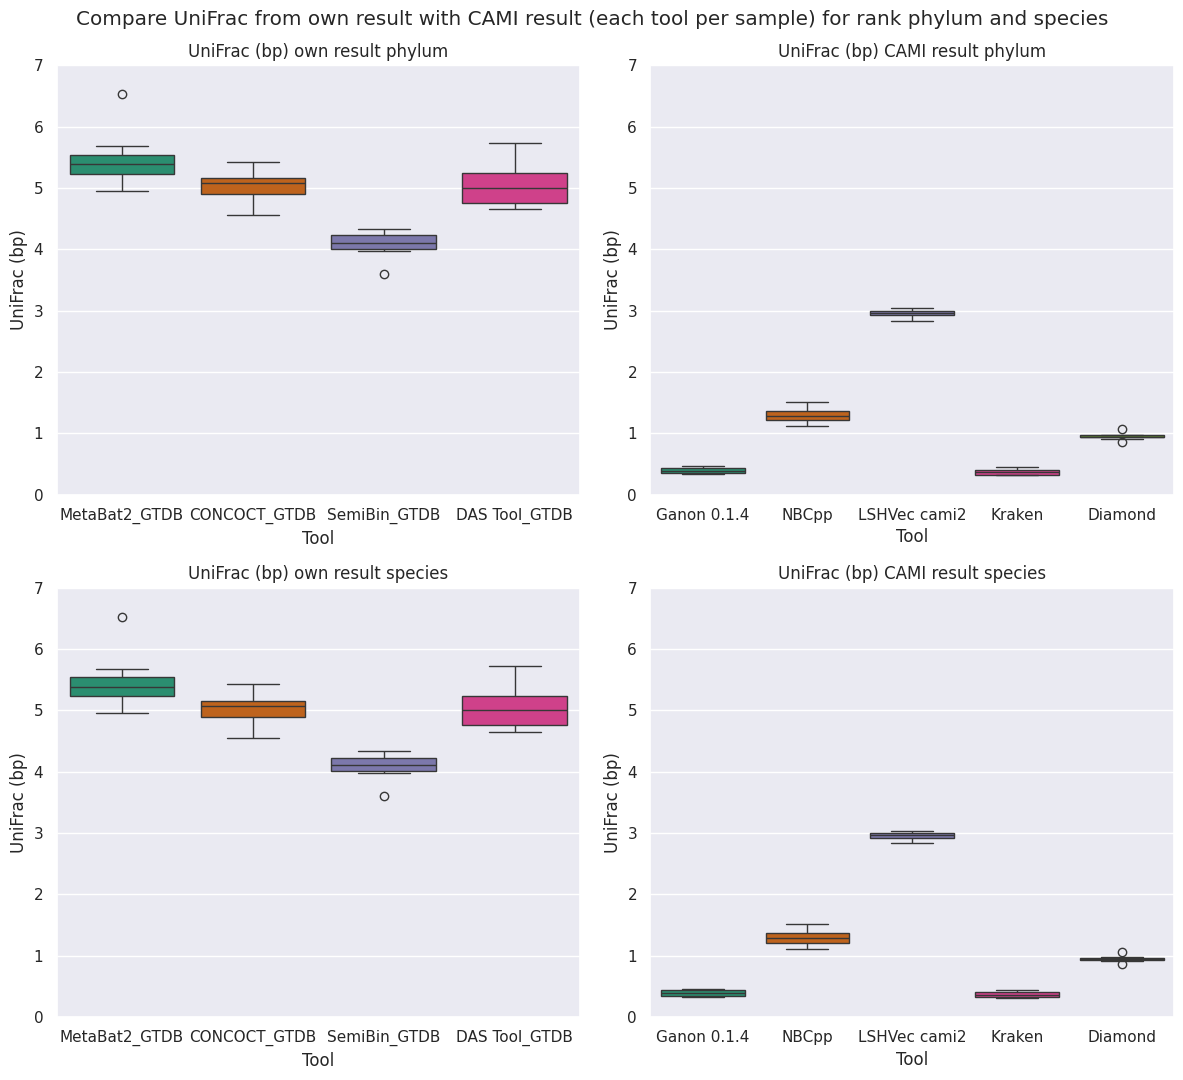 Compare UniFrac from own result with CAMI result (each tool per sample) for rank phylum and species
UniFrac (bp) own result phylum
7
6
5
4
3
2
1
0
UniFrac (bp)
MetaBat2_GTDB CONCOCT_GTDB SemiBin_GTDB DAS Tool_GTDB
Tool
UniFrac (bp) CAMI result phylum
7
6
5
4
3
2
1
0
UniFrac (bp)
Ganon 0.1.4 NBCpp LSHVec cami2 Kraken Diamond
Tool
UniFrac (bp) own result species
7
6
5
4
3
2
1
0
UniFrac (bp)
MetaBat2_GTDB CONCOCT_GTDB SemiBin_GTDB DAS Tool_GTDB
Tool
UniFrac (bp) CAMI result species
7
6
5
4
3
2
1
0
UniFrac (bp)
Ganon 0.1.4 NBCpp LSHVec cami2 Kraken Diamond
Tool